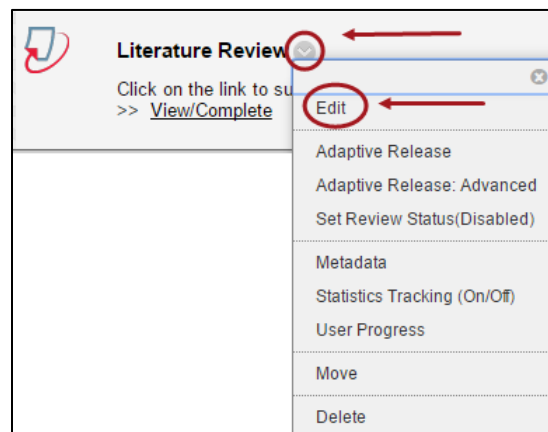 Literature Review
Click on the link to su
>> View/Complete
Edit
Adaptive Release
Adaptive Release: Advanced
Set Review Status(Disabled)
Metadata
Statistics Tracking (On/Off)
User Progress
Move
Delete